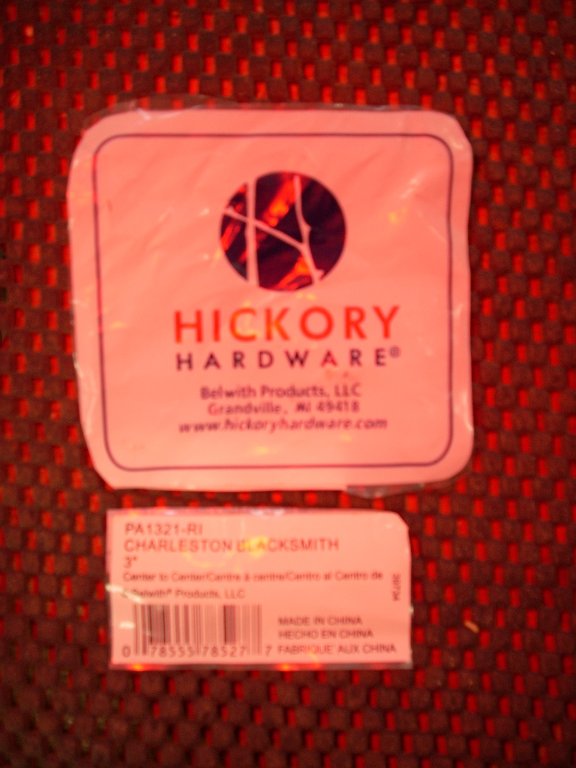 HICKORY
HARDWARE®
Belwith Products, LLC
Grandville, MI 49418
www.hickoryhardware.com
PA1321-RI
CHARLESTON BLACKSMITH
3"
Center to Center/Centre à centre/Centro al Centro de
Belwith® Products, LLC
MADE IN CHINA
HECHO EN CHINA
0 78555 78527 7 FABRIQUE' AUX CHINA